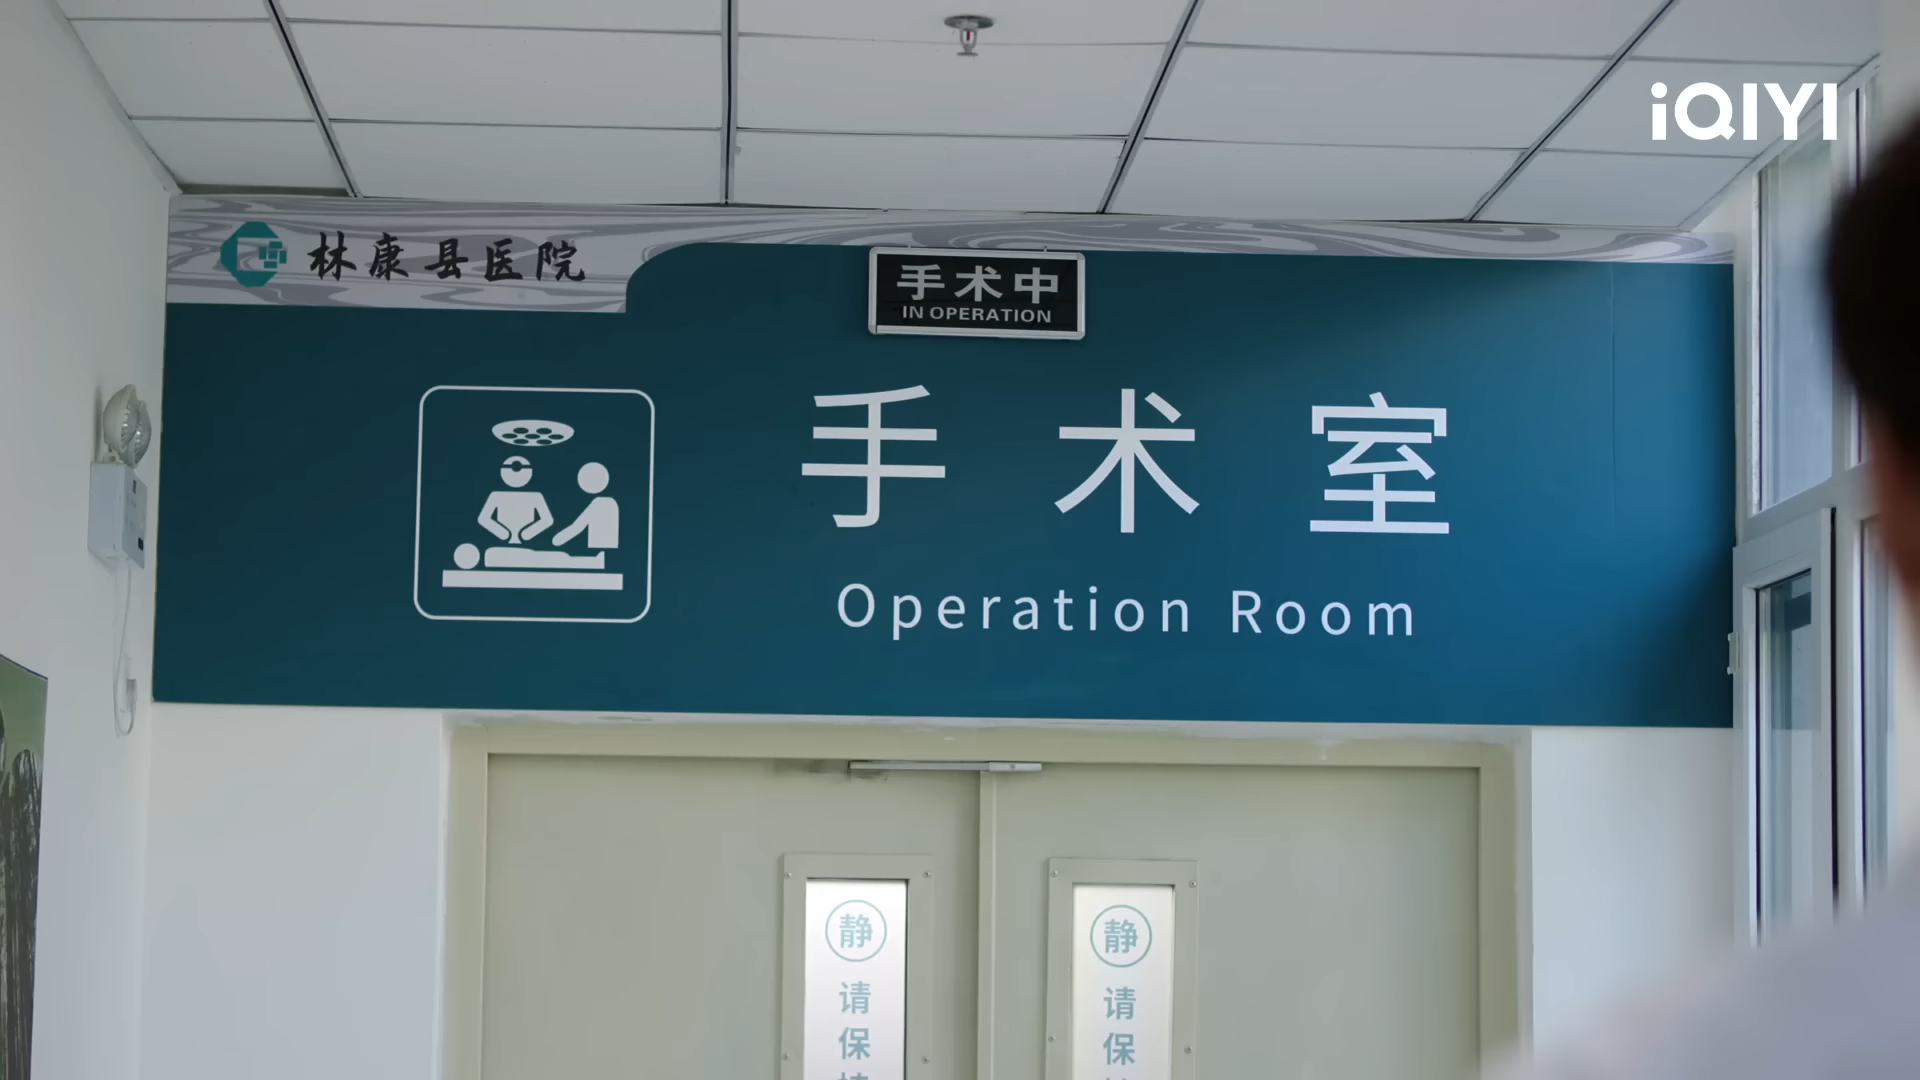 iQIYI
林康县医院
手术中
IN OPERATION
手术室
Operation Room
静
请保
静
请保